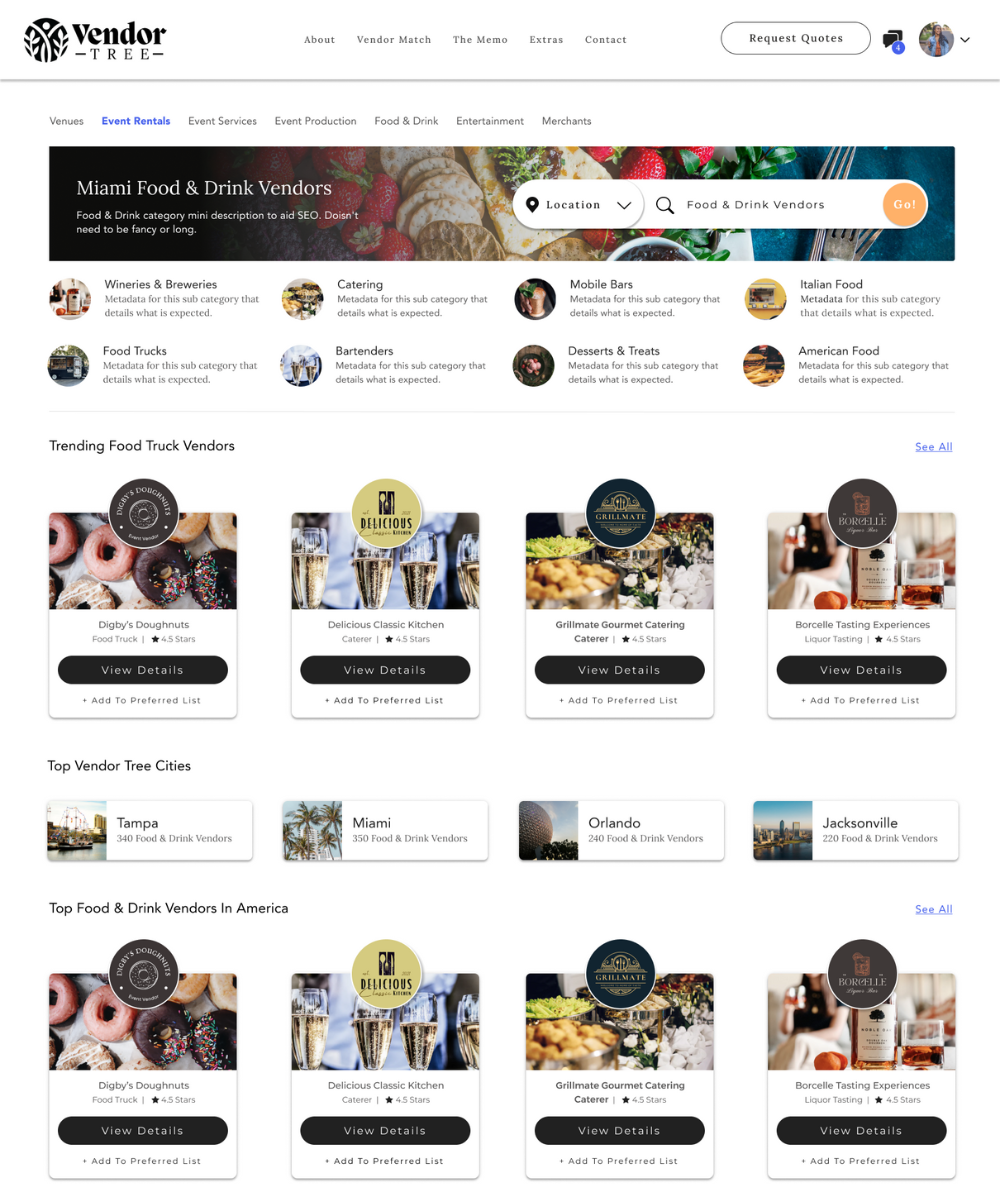 Vendor
TREE
About Vendor Match The Memo Extras Contact
Request Quotes
4
Venues Event Rentals Event Services Event Production Food & Drink Entertainment Merchants
Miami Food & Drink Vendors
Food & Drink category mini description to aid SEO. Doisn't
need to be fancy or long.
Location
Food & Drink Vendors
Go!
Wineries & Breweries
Metadata for this sub category that
details what is expected.
Catering
Metadata for this sub category that
details what is expected.
Mobile Bars
Metadata for this sub category that
details what is expected.
Italian Food
Metadata for this sub category
that details what is expected.
Food Trucks
Metadata for this sub category that
details what is expected.
Bartenders
Metadata for this sub category that
details what is expected.
Desserts & Treats
Metadata for this sub category that
details what is expected.
American Food
Metadata for this sub category that
details what is expected.
Trending Food Truck Vendors
See All
DIGBY'S DOUGHNUTS
Event Vendor
Digby's Doughnuts
Food Truck | ★ 4.5 Stars
View Details
+ Add To Preferred List
DELICIOUS
Classic KITCHEN
Delicious Classic Kitchen
Caterer | ★ 4.5 Stars
View Details
+ Add To Preferred List
GRILLMATE
Grillmate Gourmet Catering
Caterer | ★ 4.5 Stars
View Details
+ Add To Preferred List
BORCELLE
Liquor Bar
Borcelle Tasting Experiences
Liquor Tasting | ★ 4.5 Stars
View Details
+ Add To Preferred List
Top Vendor Tree Cities
Tampa
340 Food & Drink Vendors
Miami
350 Food & Drink Vendors
Orlando
240 Food & Drink Vendors
Jacksonville
220 Food & Drink Vendors
Top Food & Drink Vendors In America
See All
DIGBY'S DOUGHNUTS
Event Vendor
Digby's Doughnuts
Food Truck | ★ 4.5 Stars
View Details
+ Add To Preferred List
DELICIOUS
Classic KITCHEN
Delicious Classic Kitchen
Caterer | ★ 4.5 Stars
View Details
+ Add To Preferred List
GRILLMATE
Grillmate Gourmet Catering
Caterer | ★ 4.5 Stars
View Details
+ Add To Preferred List
BORCELLE
Liquor Bar
Borcelle Tasting Experiences
Liquor Tasting | ★ 4.5 Stars
View Details
+ Add To Preferred List